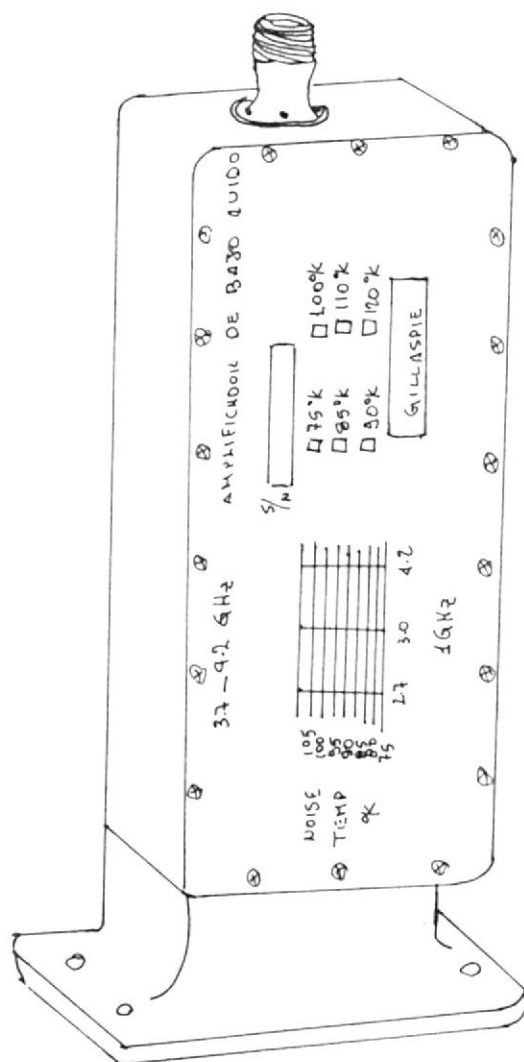 3.7 – 4.2 GHz AMPLIFICADOR DE BAJO RUIDO
S/N
75°K 100°K
85°K 110°K
90°K 120°K
GILLASPIE
NOISE
TEMP
°K
105
100
95
90
85
80
75
2.7 3.0 4.2
1GHz